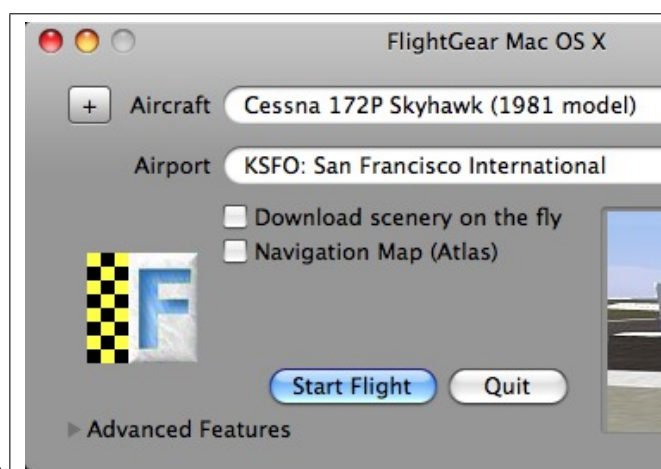 FlightGear Mac OS X
+ Aircraft Cessna 172P Skyhawk (1981 model)
Airport KSFO: San Francisco International
Download scenery on the fly
Navigation Map (Atlas)
F
Start Flight Quit
Advanced Features